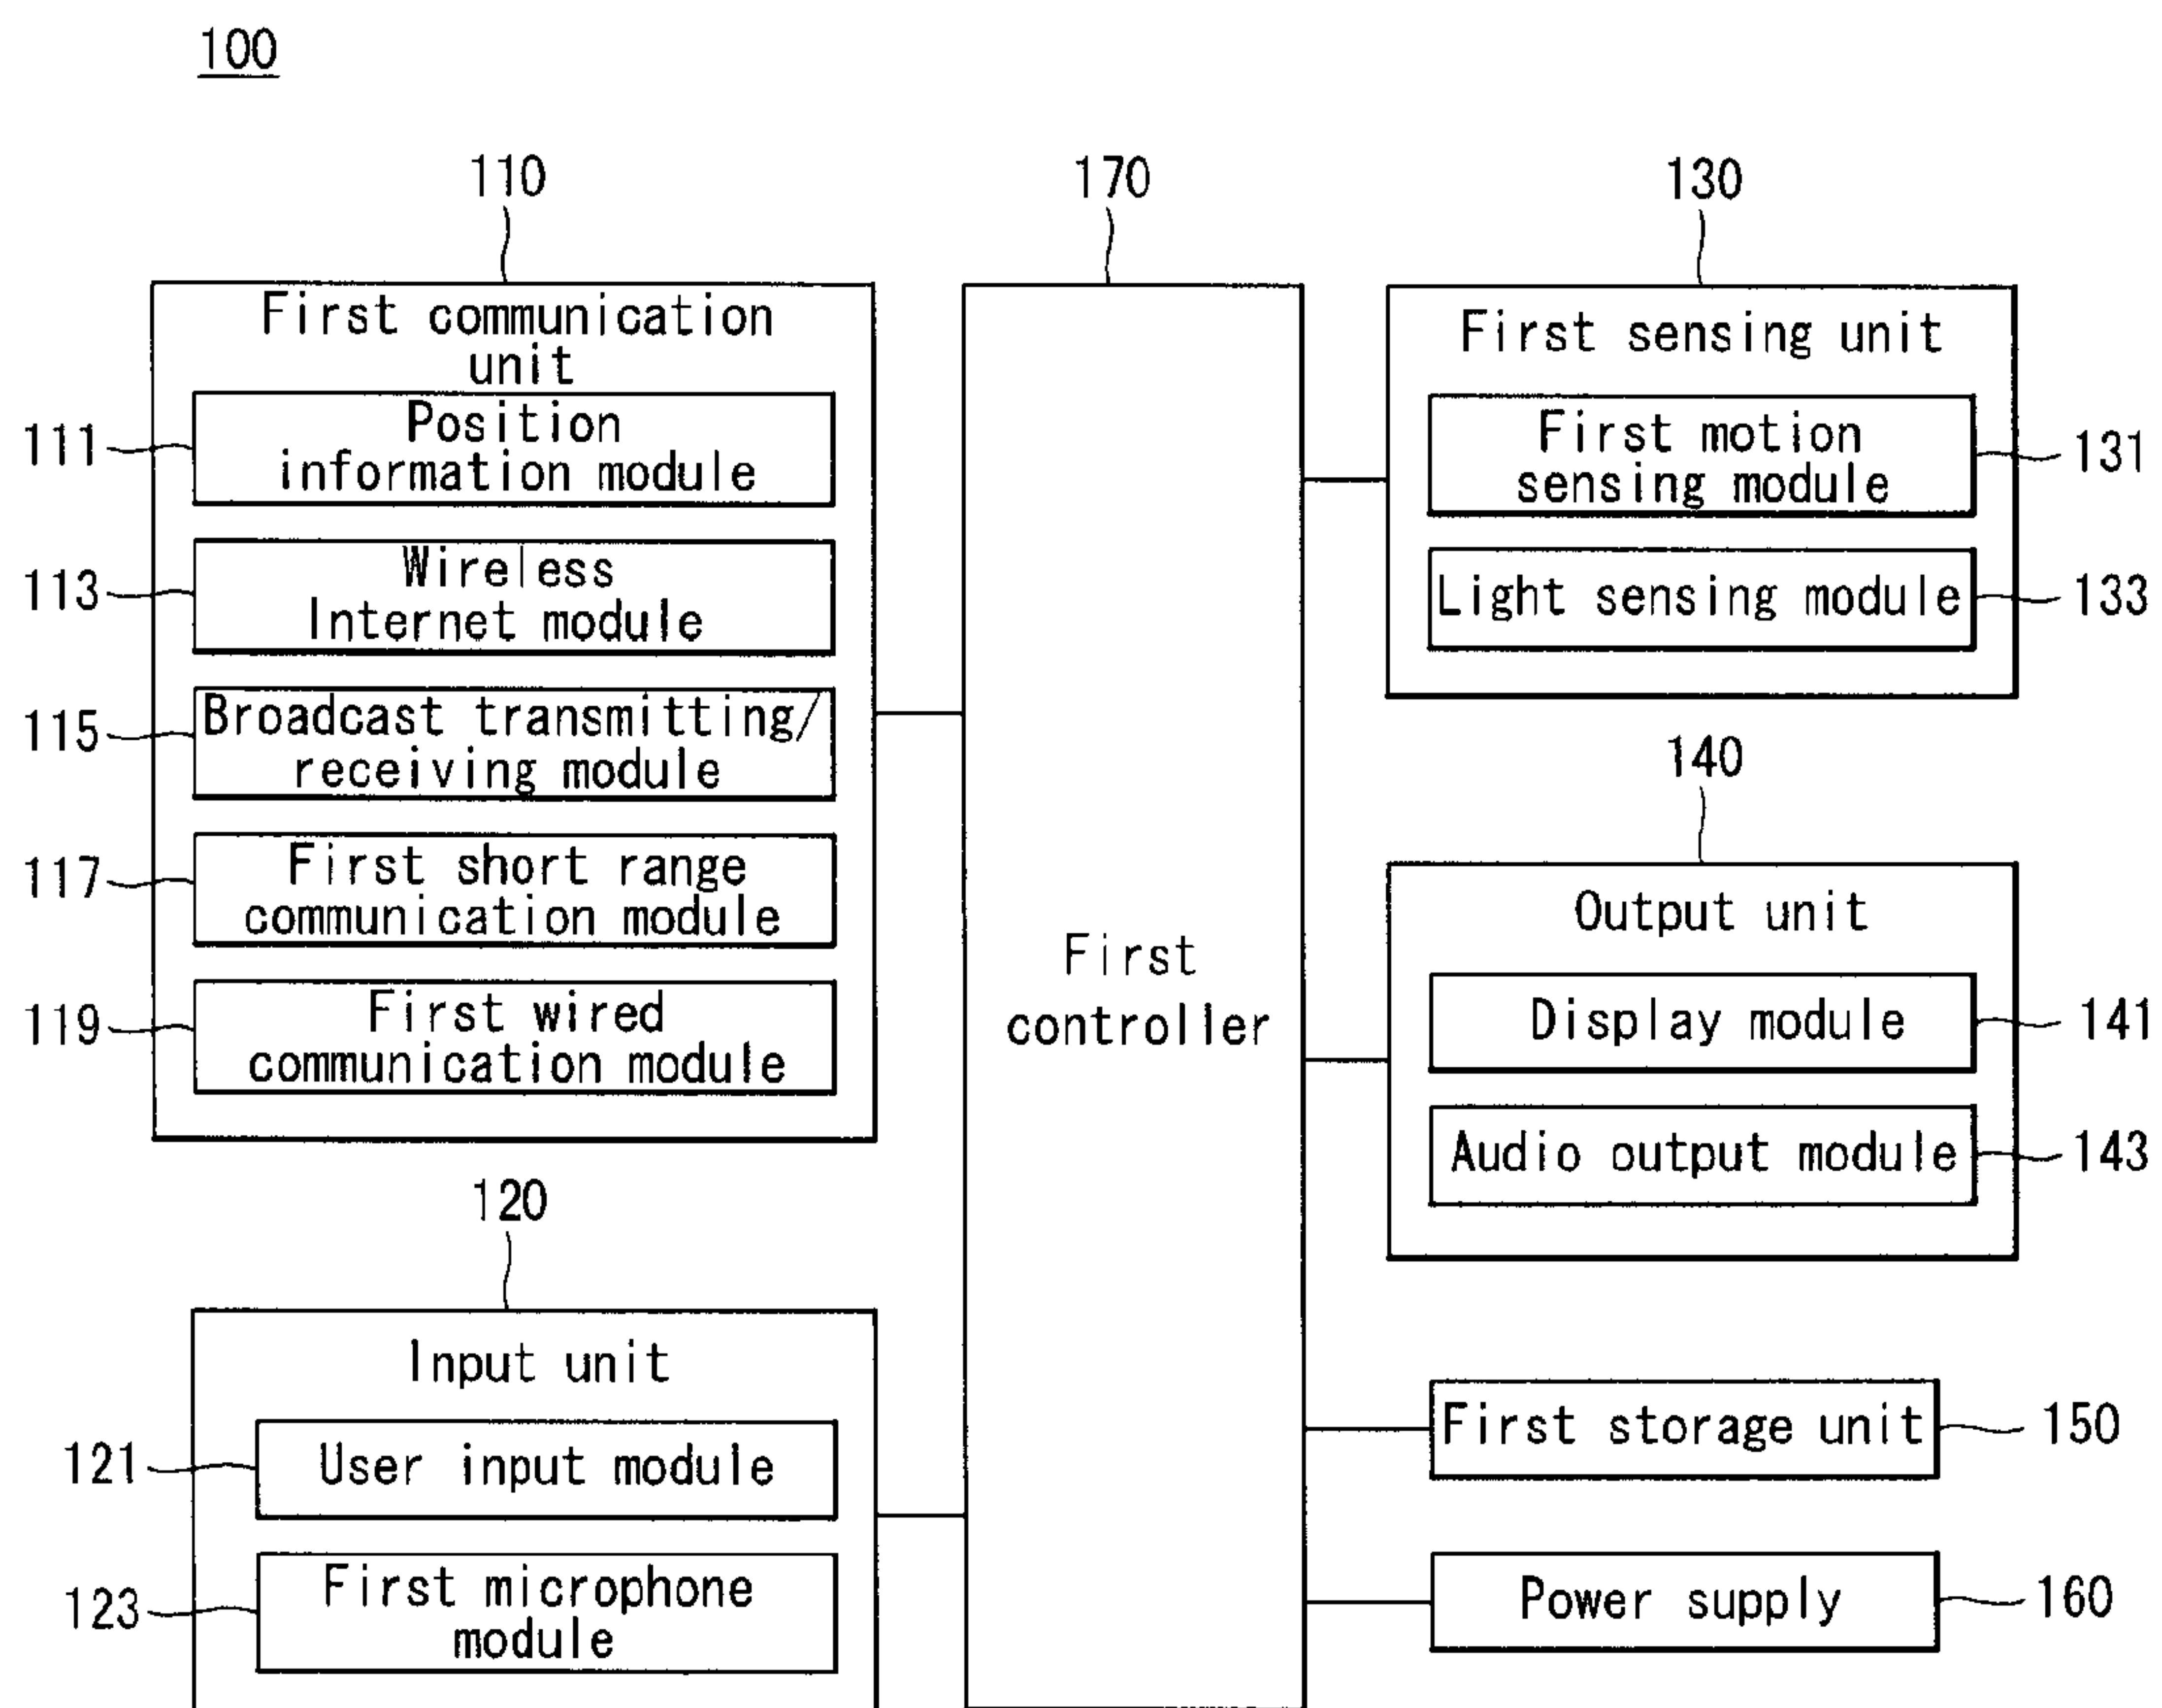 100
110
First communication
unit
111
Position
information module
113
Wireless
Internet module
115
Broadcast transmitting/
receiving module
117
First short range
communication module
119
First wired
communication module
120
Input unit
121
User input module
123
First microphone
module
170
First
controller
130
First sensing unit
First motion
sensing module
131
Light sensing module
133
140
Output unit
Display module
141
Audio output module
143
First storage unit
150
Power supply
160